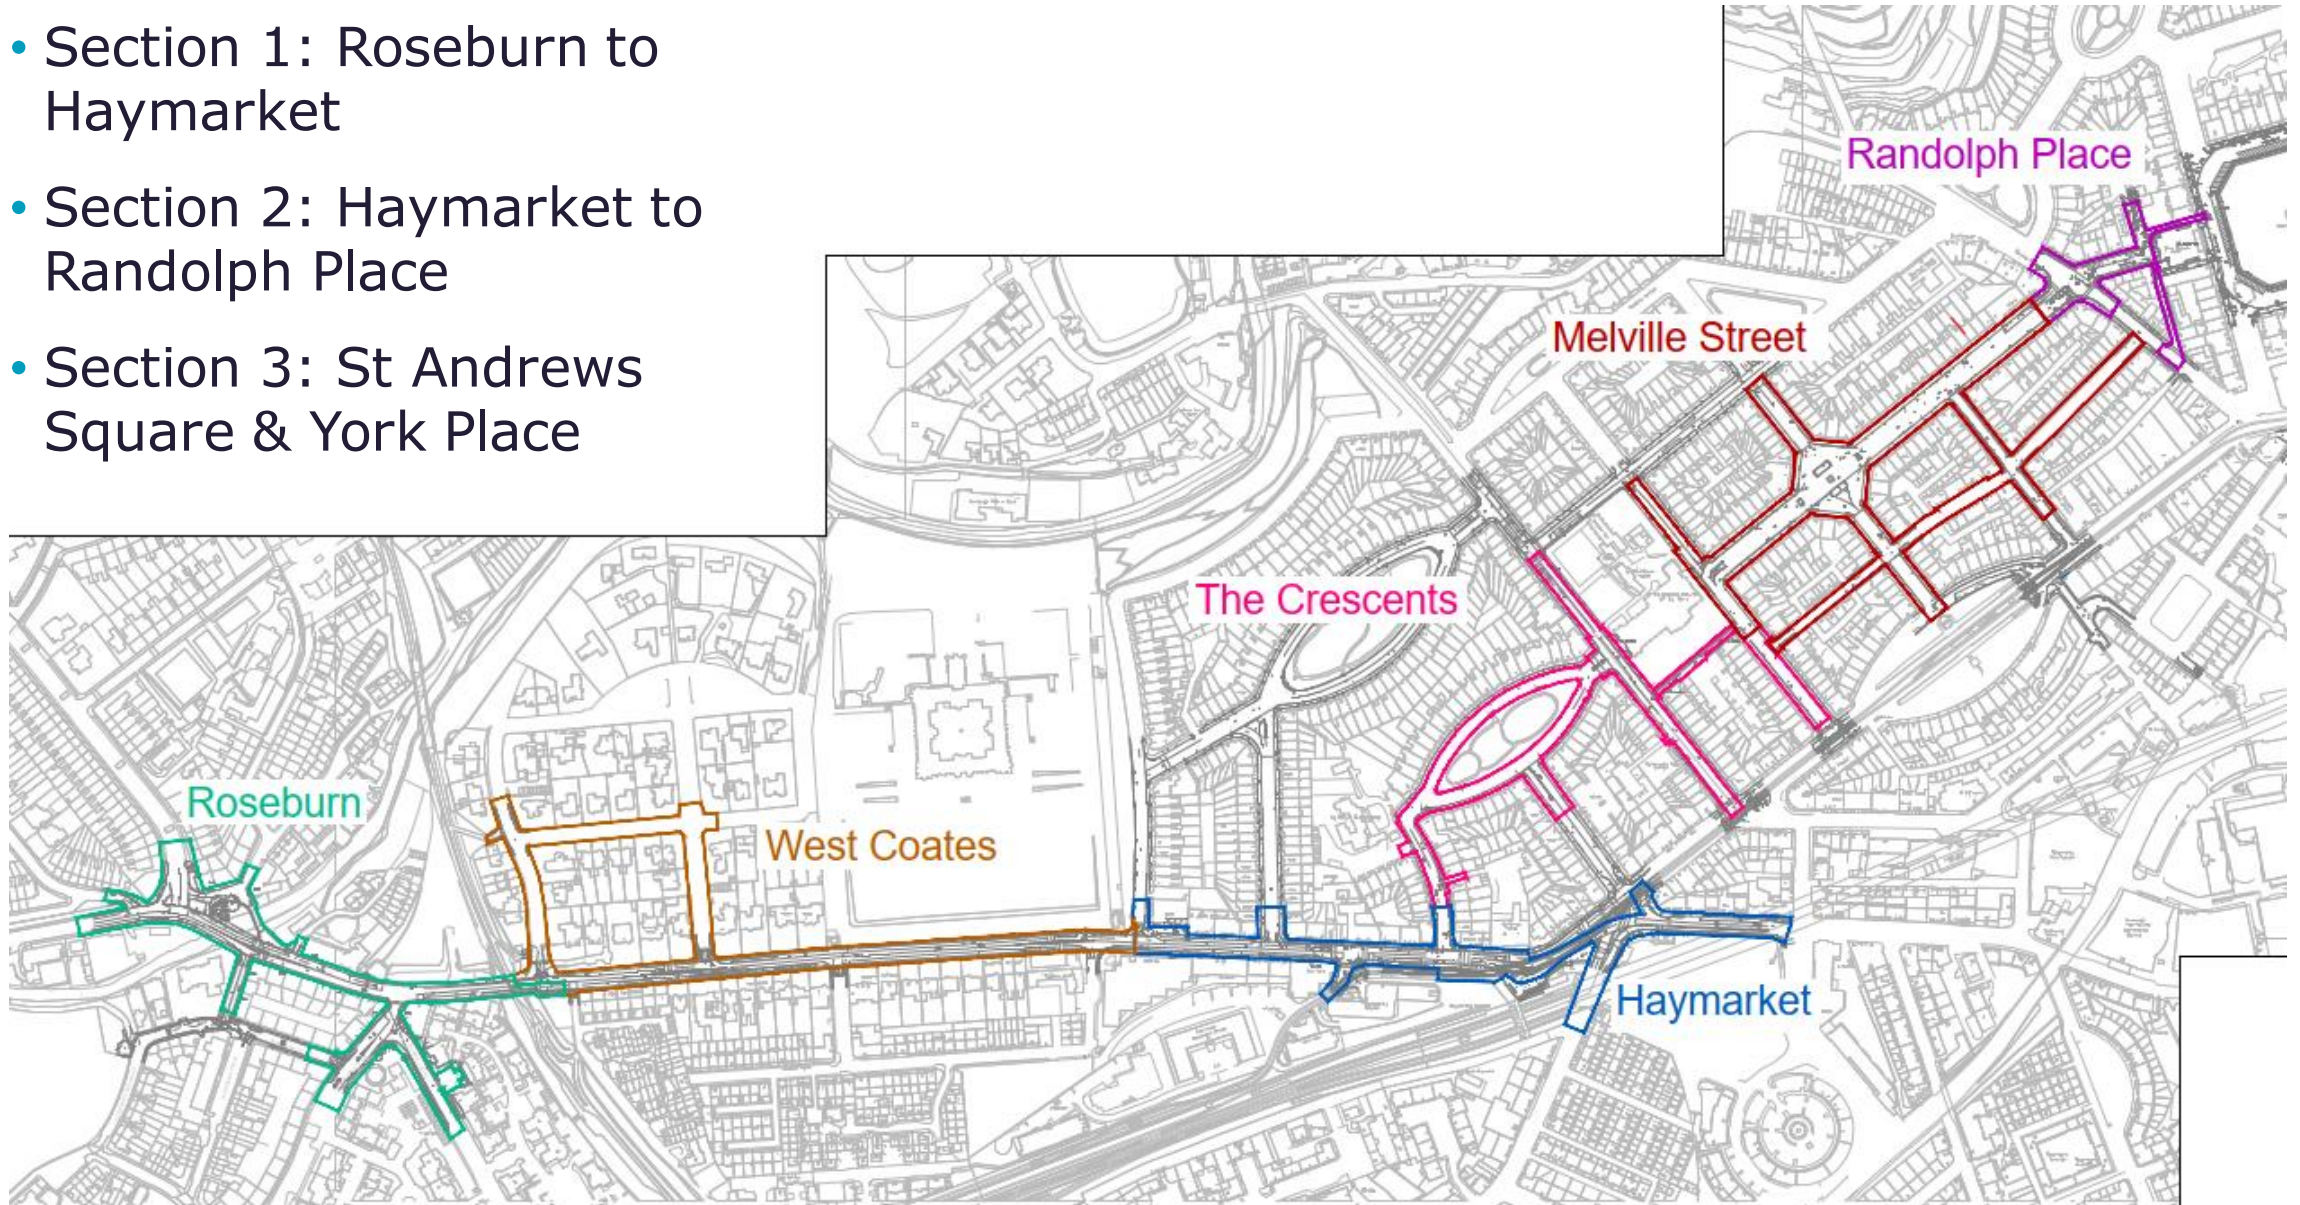 • Section 1: Roseburn to
Haymarket
• Section 2: Haymarket to
Randolph Place
• Section 3: St Andrews
Square & York Place
Randolph Place
Melville Street
The Crescents
Roseburn
West Coates
Haymarket